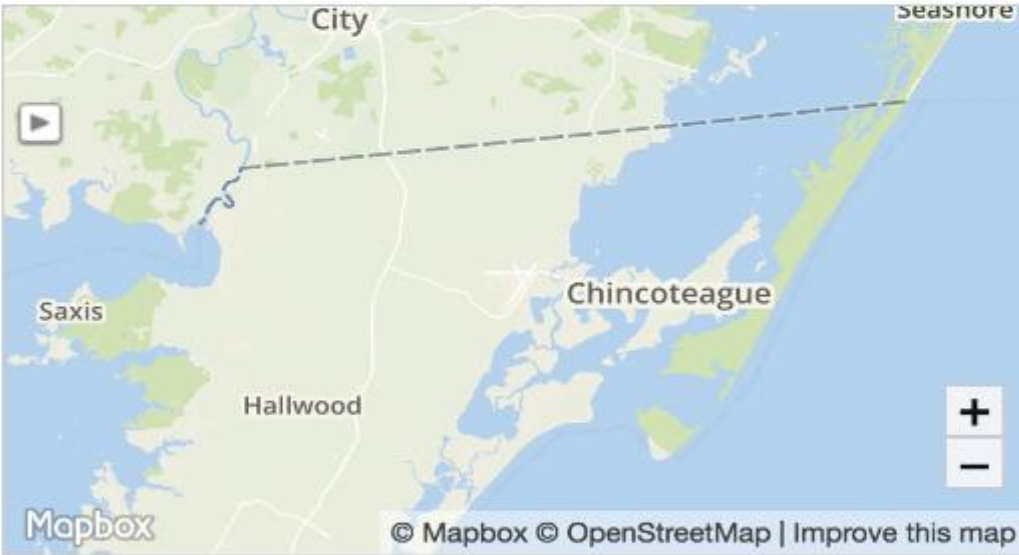 City
Seashore
Saxis
Chincoteague
Hallwood
+
−
Mapbox
© Mapbox © OpenStreetMap | Improve this map